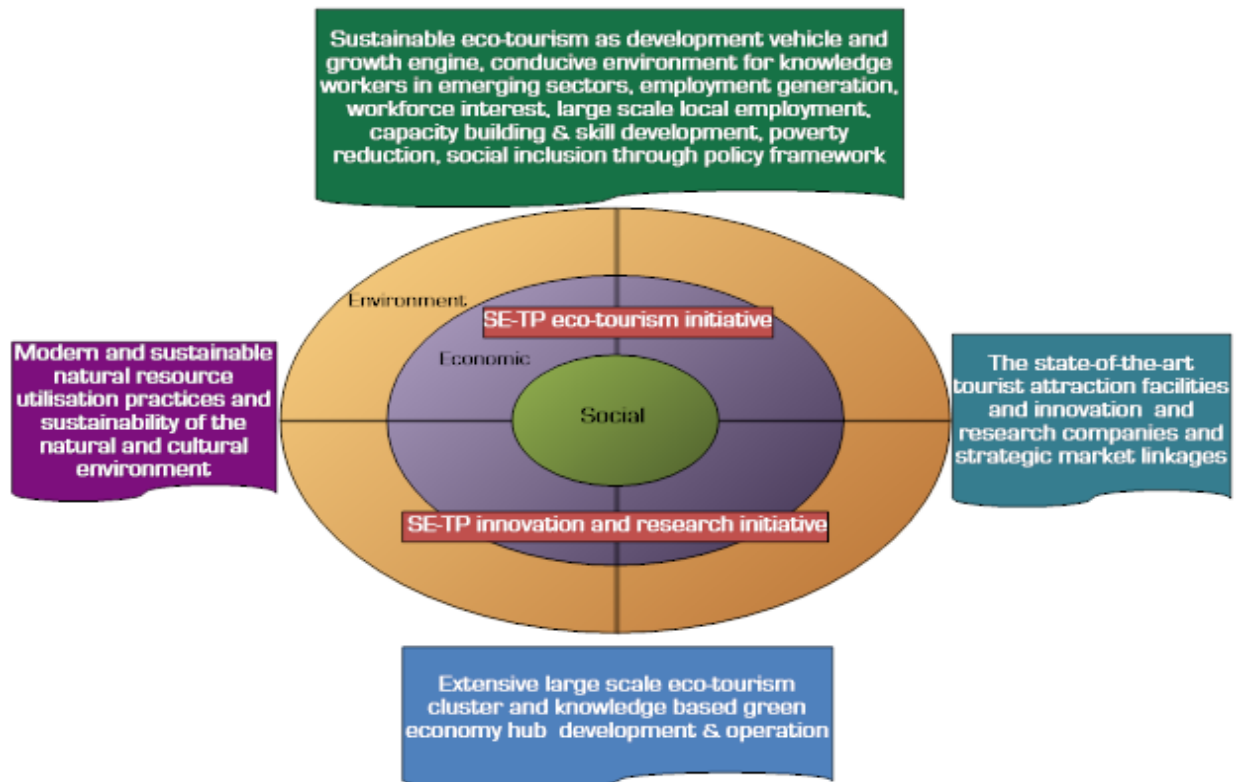 Sustainable eco-tourism as development vehicle and
growth engine, conducive environment for knowledge
workers in emerging sectors, employment generation,
workforce interest, large scale local employment,
capacity building & skill development, poverty
reduction, social inclusion through policy framework
Environment
SE-TP eco-tourism initiative
Economic
Social
SE-TP innovation and research initiative
Modern and sustainable
natural resource
utilisation practices and
sustainability of the
natural and cultural
environment
The state-of-the-art
tourist attraction facilities
and innovation and
research companies and
strategic market linkages
Extensive large scale eco-tourism
cluster and knowledge based green
economy hub development & operation